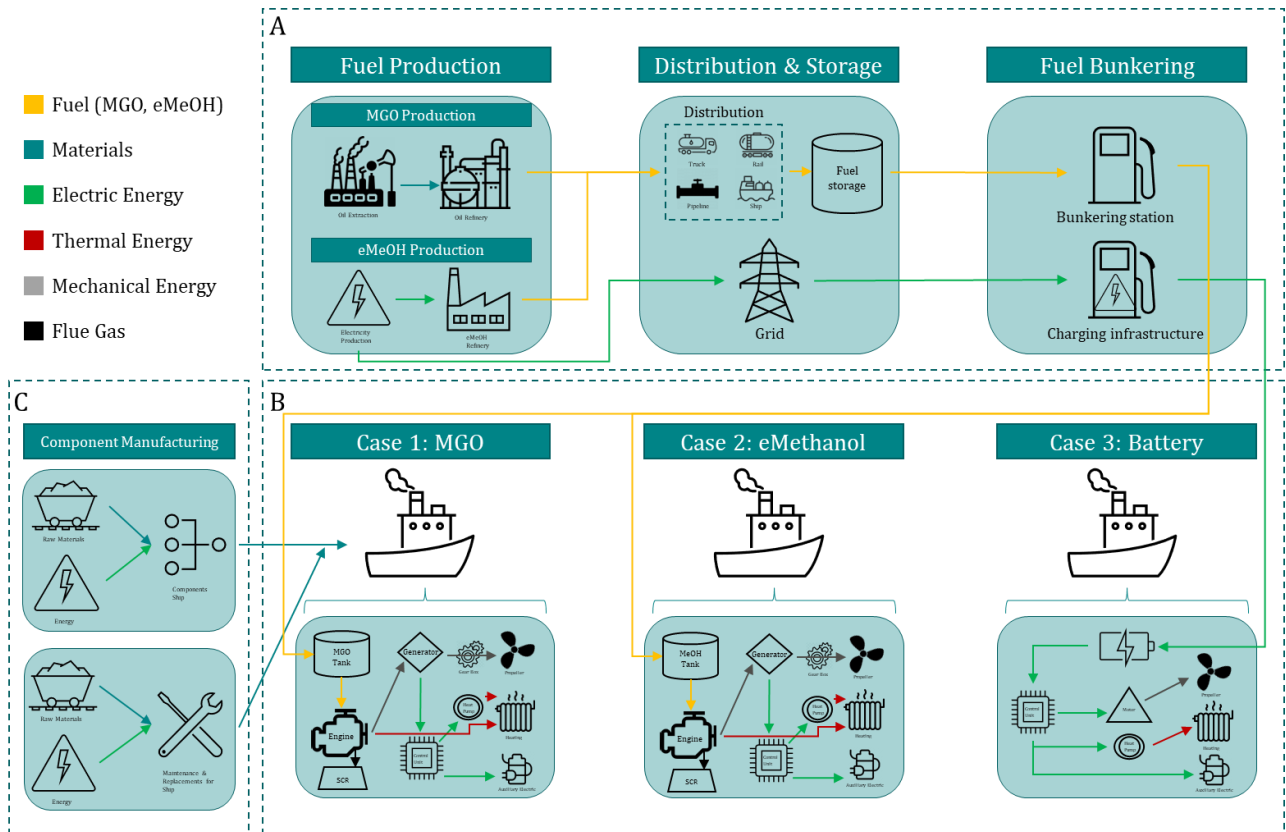 A
Fuel Production
Distribution & Storage
Fuel Bunkering
Fuel (MGO, eMeOH)
Materials
Electric Energy
Thermal Energy
Mechanical Energy
Flue Gas
MGO Production
Oil Extraction
Oil Refinery
eMeOH Production
Electricity
Production
eMeOH
Refinery
Distribution
Truck
Rail
Pipeline
Ship
Fuel
storage
Grid
Bunkering station
Charging infrastructure
C
Component Manufacturing
Raw Materials
Energy
Components
Ship
Raw Materials
Energy
Maintenance &
Replacements for
Ship
B
Case 1: MGO
MGO
Tank
Generator
Gear Box
Propeller
Engine
Heat
Pump
Heating
Control
Unit
SCR
Auxiliary Electric
Case 2: eMethanol
MeOH
Tank
Generator
Gear Box
Propeller
Engine
Heat
Pump
Heating
Control
Unit
SCR
Auxiliary Electric
Case 3: Battery
Propeller
Control
Unit
Motor
Heat
Pump
Heating
Auxiliary Electric